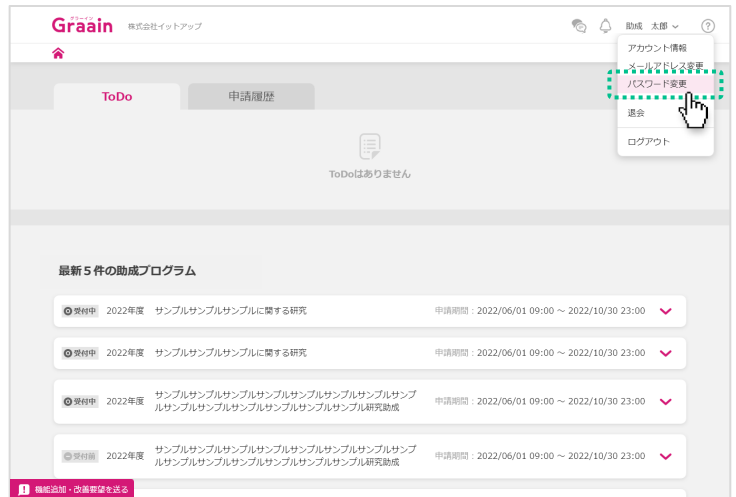 グラーイン
Graain 株式会社イットアップ
助成 太郎
?
アカウント情報
メールアドレス変更
パスワード変更
退会
ログアウト
ToDo 申請履歴
ToDoはありません
最新5件の助成プログラム
受付中 2022年度 サンプルサンプルサンプルに関する研究 申請期間：2022/06/01 09:00 ～ 2022/10/30 23:00
受付中 2022年度 サンプルサンプルサンプルに関する研究 申請期間：2022/06/01 09:00 ～ 2022/10/30 23:00
サンプルサンプルサンプルサンプルサンプルサンプルサンプルサンプ
受付中 2022年度 申請期間：2022/06/01 09:00 ～ 2022/10/30 23:00
ルサンプルサンプルサンプルサンプルサンプルサンプル研究助成
サンプルサンプルサンプルサンプルサンプルサンプルサンプルサンプ
受付前 2022年度 申請期間：2022/06/01 09:00 ～ 2022/10/30 23:00
ルサンプルサンプルサンプルサンプルサンプルサンプル研究助成
機能追加・改善要望を送る